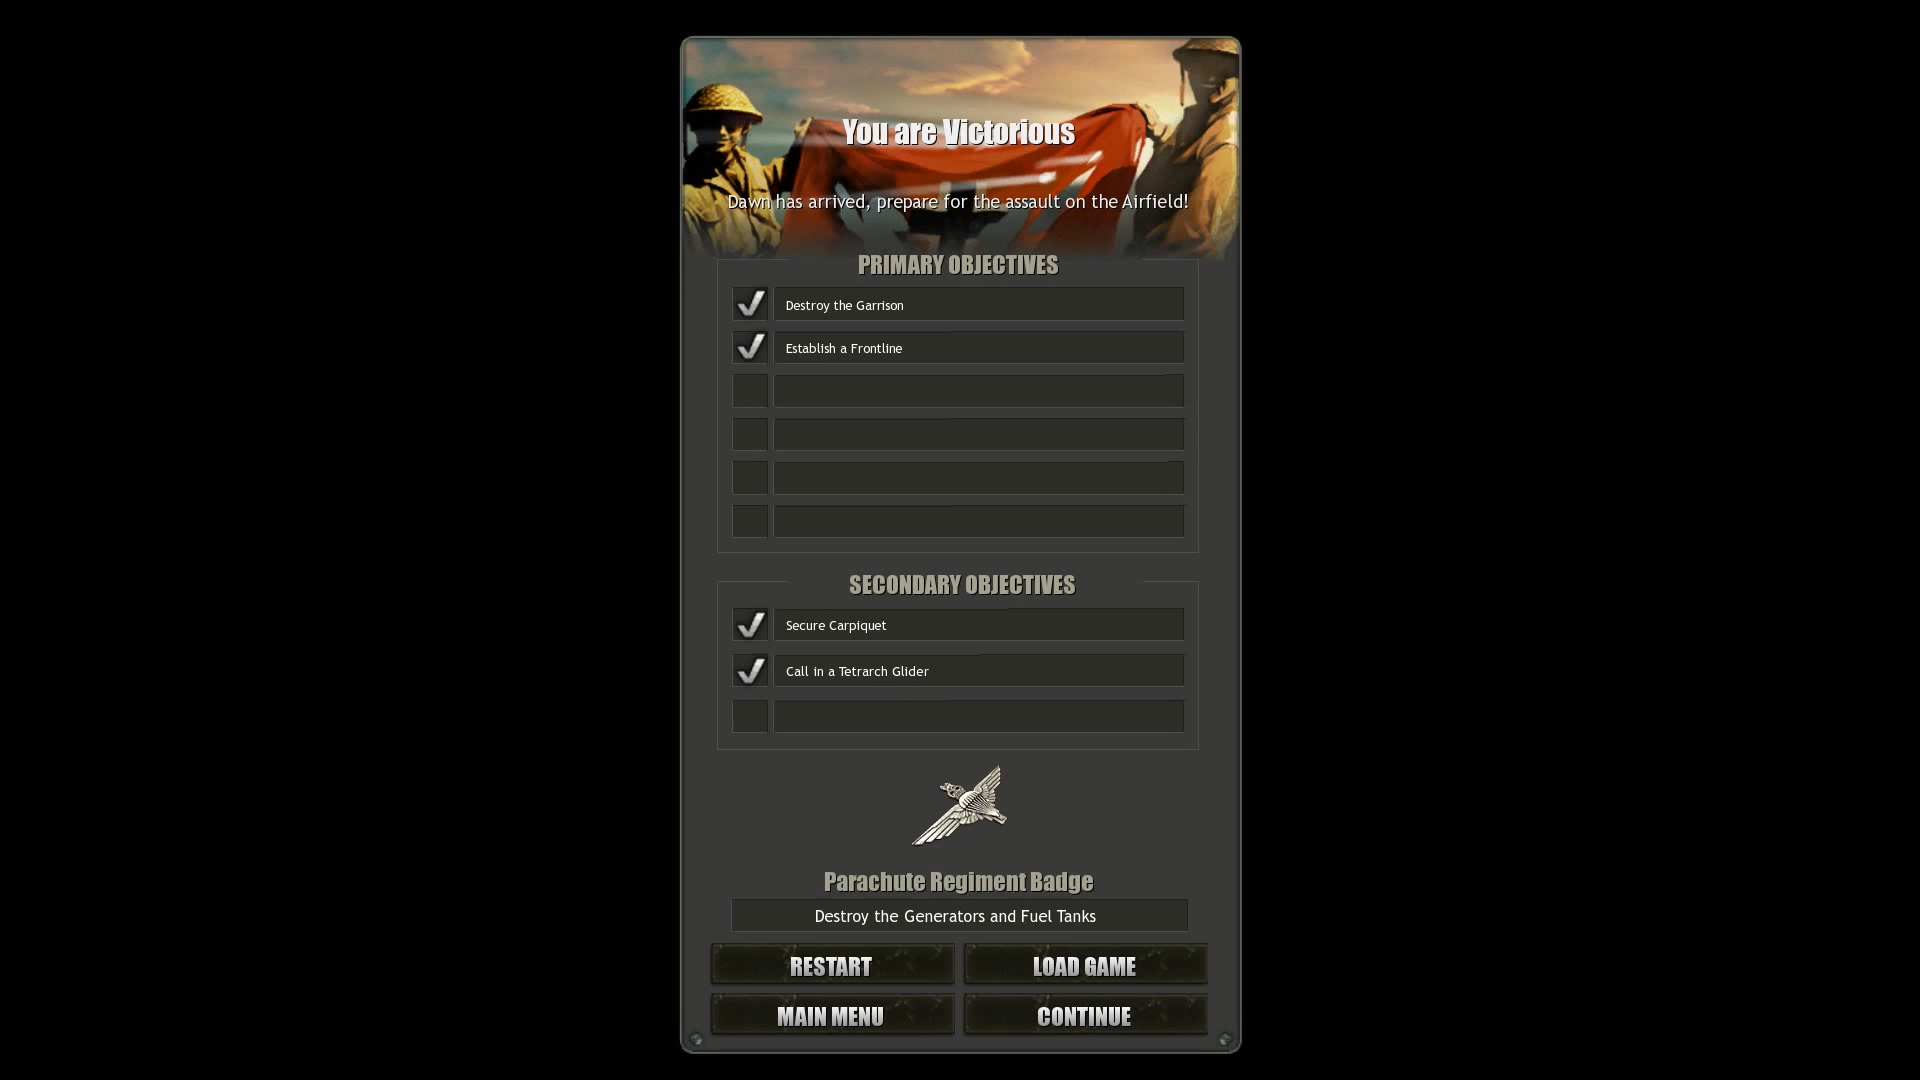 You are Victorious
Dawn has arrived, prepare for the assault on the Airfield!
PRIMARY OBJECTIVES
Destroy the Garrison
Establish a Frontline
SECONDARY OBJECTIVES
Secure Carpiquet
Call in a Tetrarch Glider
Parachute Regiment Badge
Destroy the Generators and Fuel Tanks
RESTART
LOAD GAME
MAIN MENU
CONTINUE